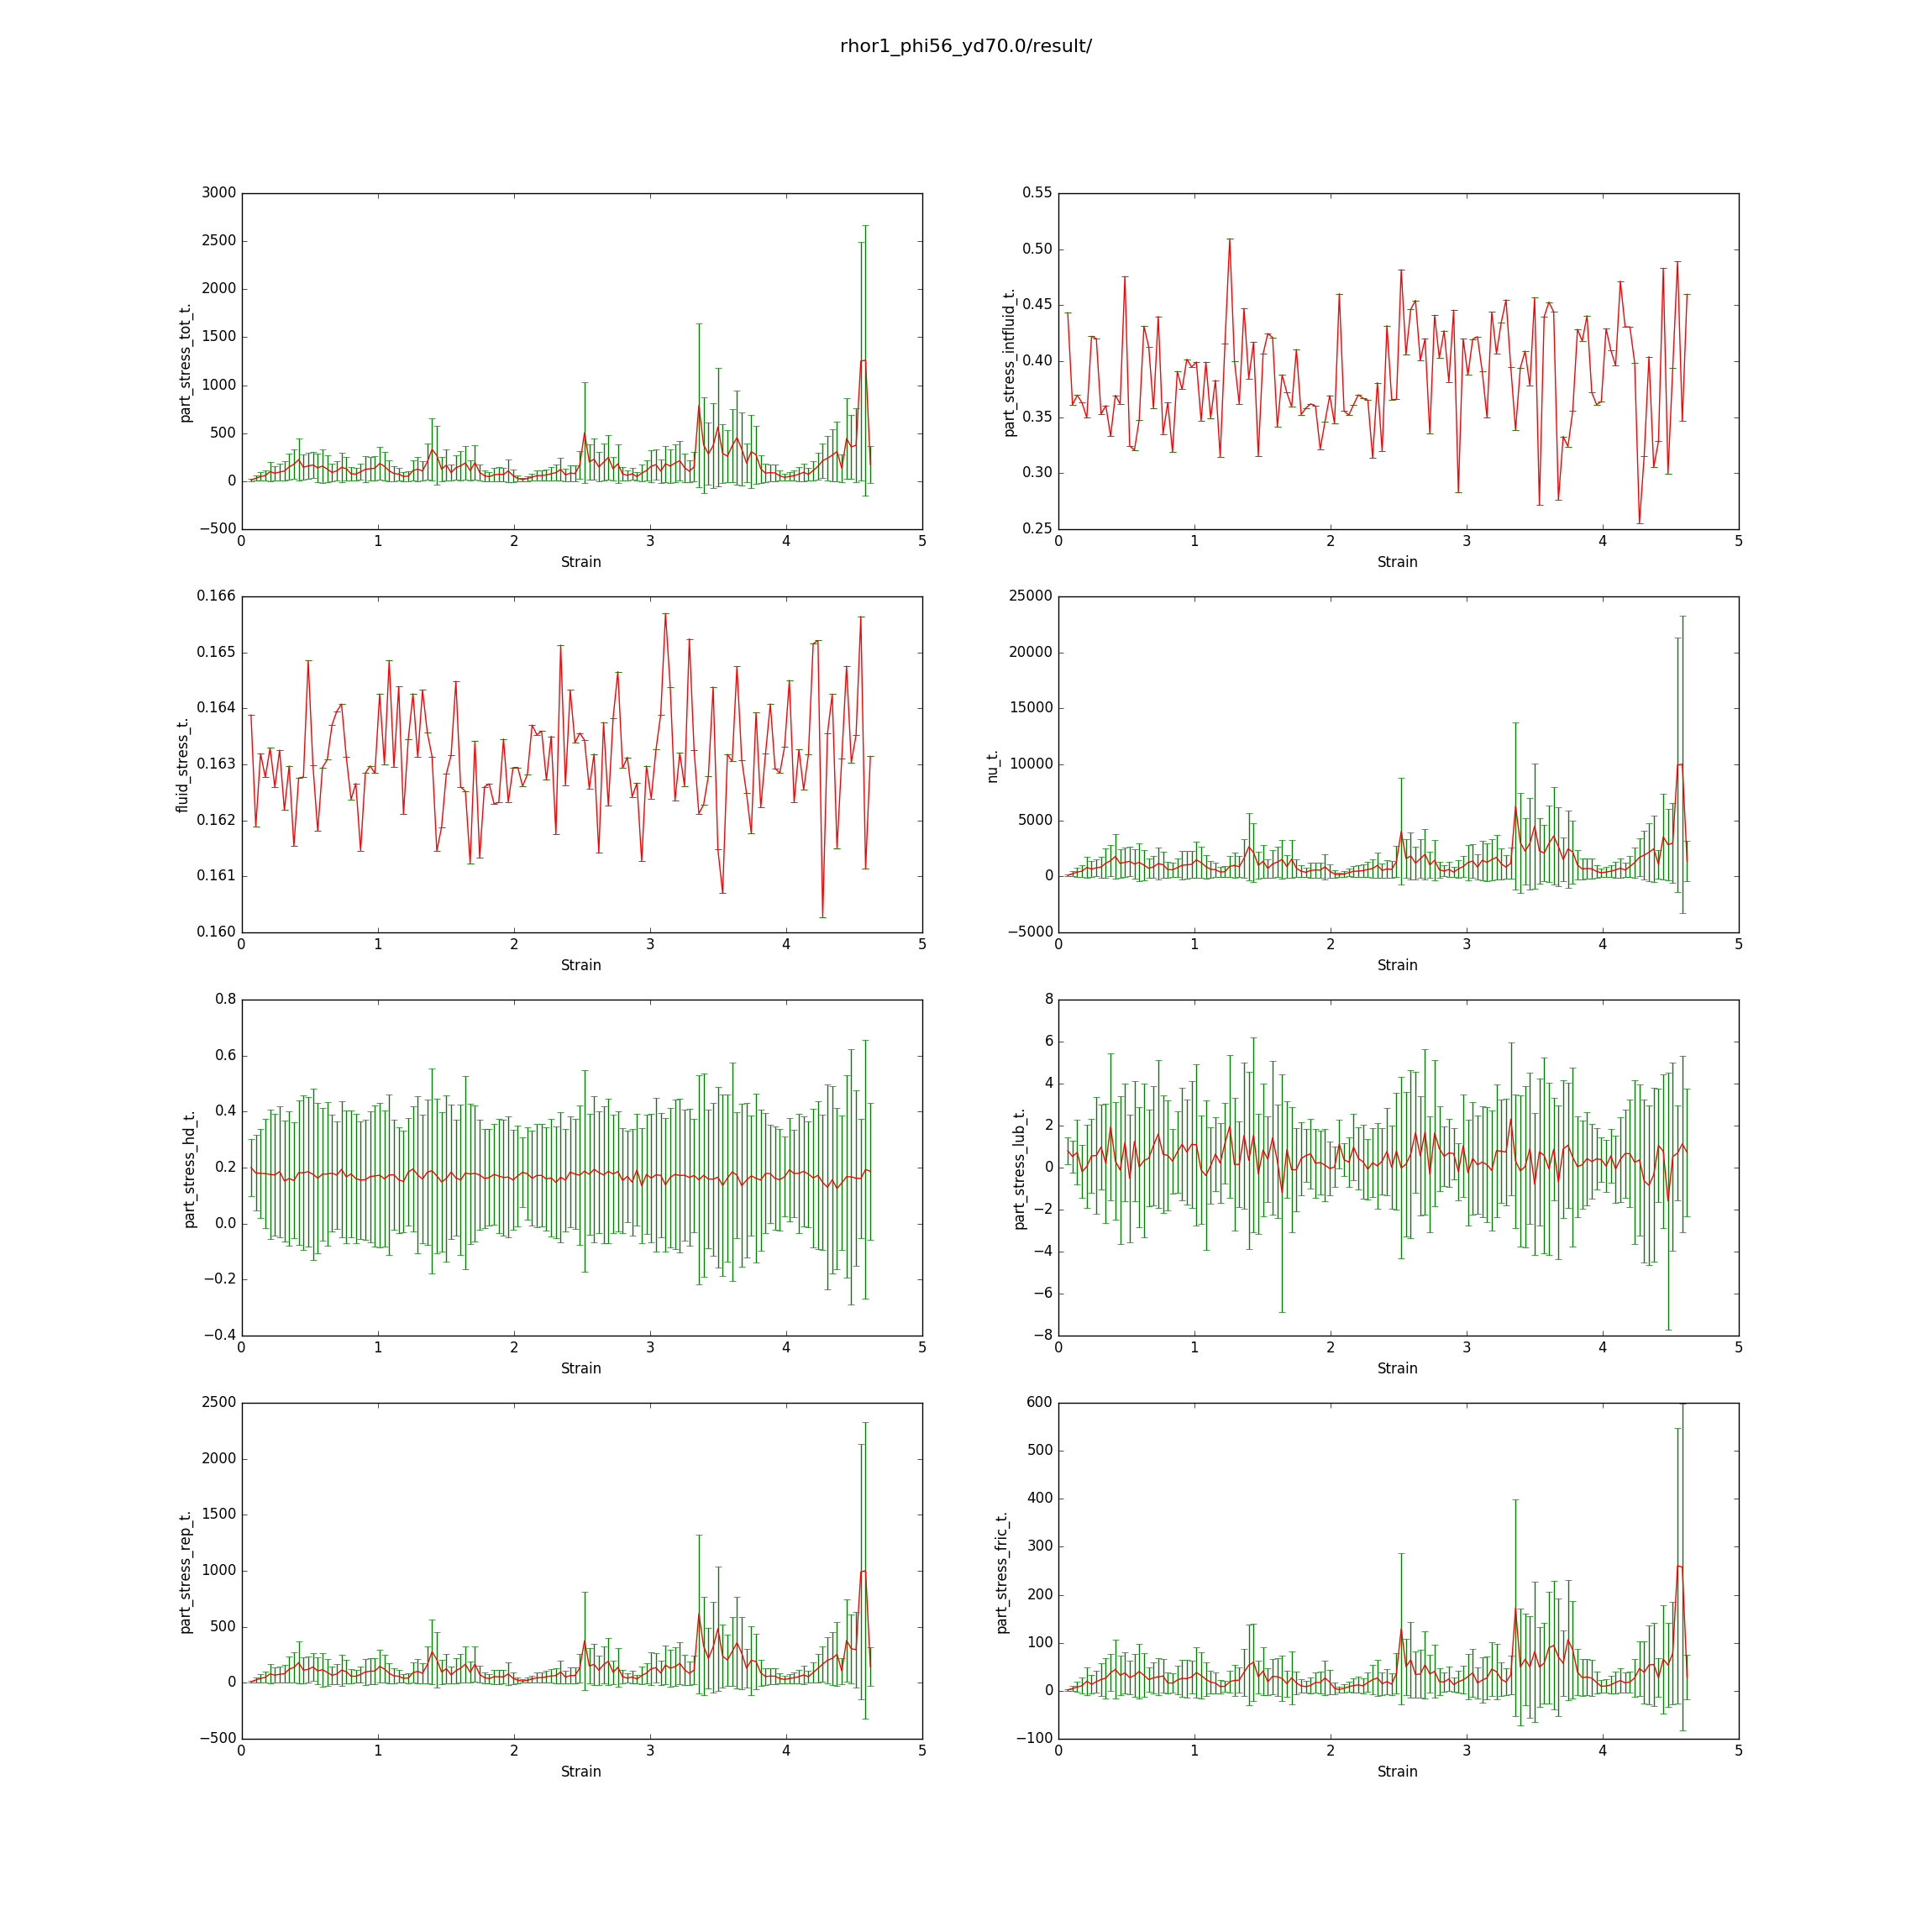 rhor1_phi56_yd70.0/result/
3000
2500
2000
1500
1000
500
0
−500
part_stress_tot_t.
0 1 2 3 4 5
Strain
0.55
0.50
0.45
0.40
0.35
0.30
0.25
part_stress_intfluid_t.
0 1 2 3 4 5
Strain
0.166
0.165
0.164
0.163
0.162
0.161
0.160
fluid_stress_t.
0 1 2 3 4 5
Strain
25000
20000
15000
10000
5000
0
−5000
nu_t.
0 1 2 3 4 5
Strain
0.8
0.6
0.4
0.2
0.0
−0.2
−0.4
part_stress_hd_t.
0 1 2 3 4 5
Strain
8
6
4
2
0
−2
−4
−6
−8
part_stress_lub_t.
0 1 2 3 4 5
Strain
2500
2000
1500
1000
500
0
−500
part_stress_rep_t.
0 1 2 3 4 5
Strain
600
500
400
300
200
100
0
−100
part_stress_fric_t.
0 1 2 3 4 5
Strain